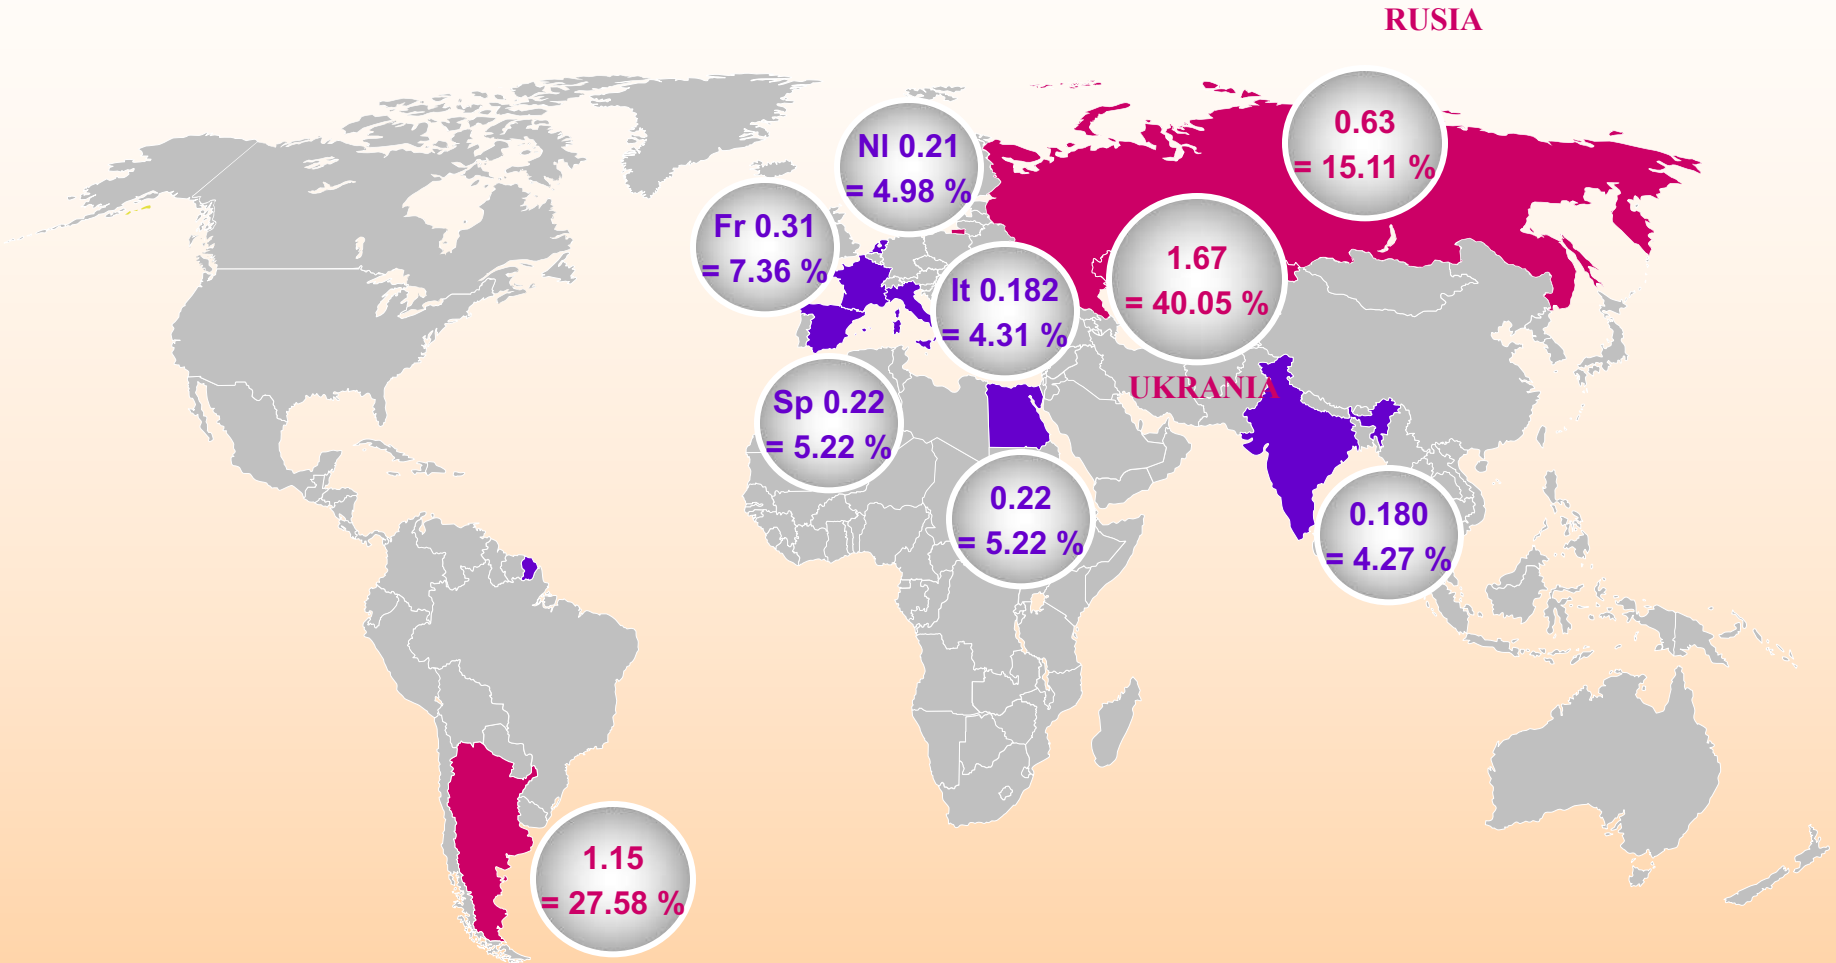 RUSIA
0.63
= 15.11 %
Nl 0.21
= 4.98 %
Fr 0.31
= 7.36 %
1.67
= 40.05 %
It 0.182
= 4.31 %
UKRANIA
Sp 0.22
= 5.22 %
0.22
= 5.22 %
0.180
= 4.27 %
1.15
= 27.58 %